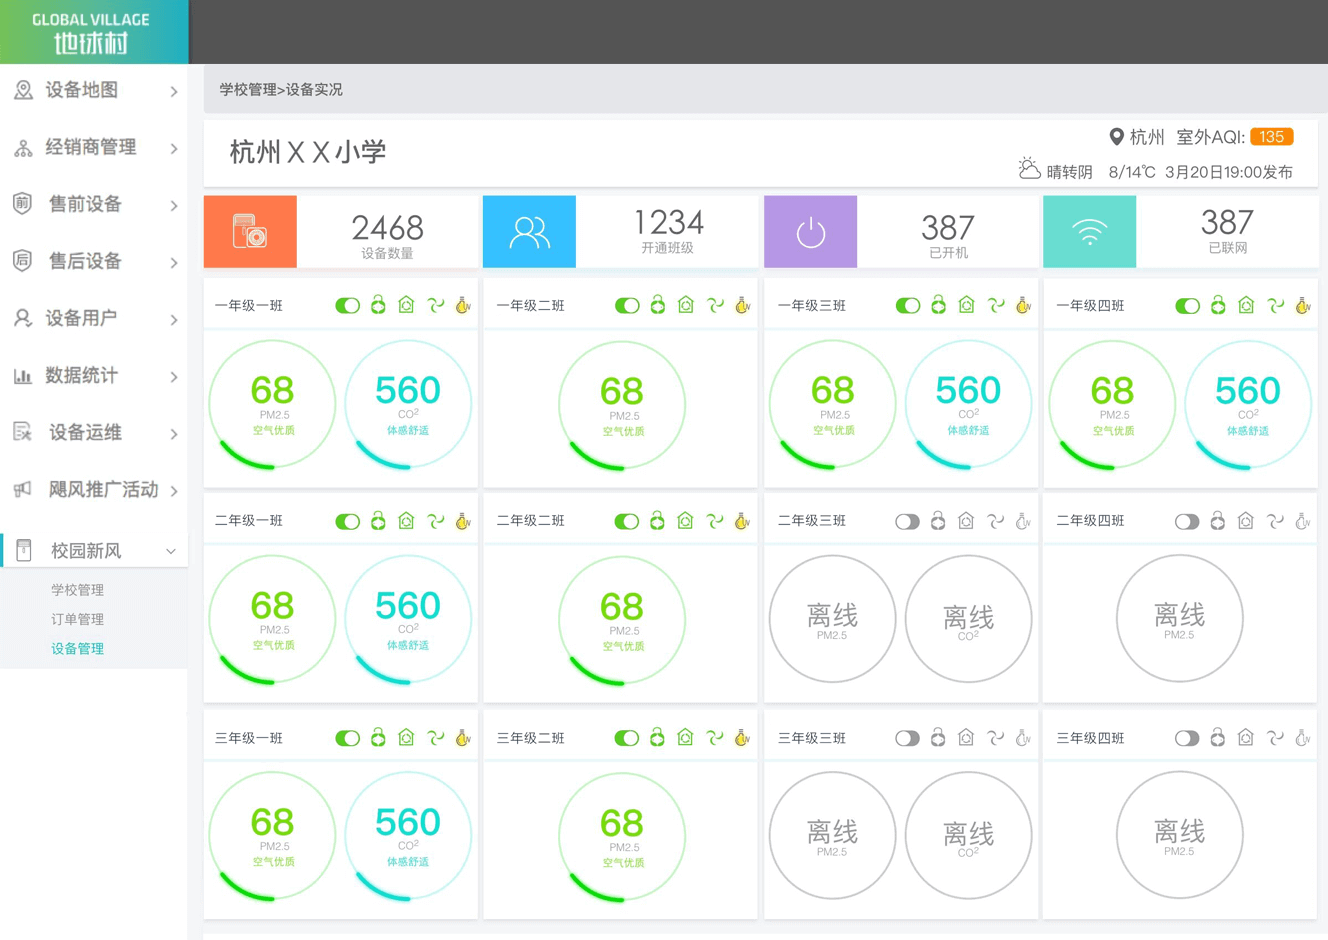 GLOBAL VILLAGE
地球村
设备地图
经销商管理
前 售前设备
后 售后设备
设备用户
数据统计
设备运维
飓风推广活动
校园新风
学校管理
订单管理
设备管理
学校管理>设备实况
杭州ⅩⅩ小学
杭州 室外AQI: 135
晴转阴 8/14℃ 3月20日19:00发布
2468
设备数量
1234
开通班级
387
已开机
387
已联网
一年级一班
68
PM2.5
空气优质
560
CO²
体感舒适
一年级二班
68
PM2.5
空气优质
一年级三班
68
PM2.5
空气优质
560
CO²
体感舒适
一年级四班
68
PM2.5
空气优质
560
CO²
体感舒适
二年级一班
68
PM2.5
空气优质
560
CO²
体感舒适
二年级二班
68
PM2.5
空气优质
二年级三班
离线
PM2.5
离线
CO²
二年级四班
离线
PM2.5
三年级一班
68
PM2.5
空气优质
560
CO²
体感舒适
三年级二班
68
PM2.5
空气优质
三年级三班
离线
PM2.5
离线
CO²
三年级四班
离线
PM2.5